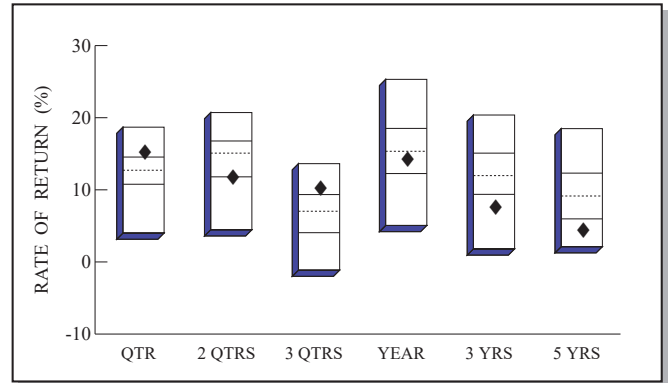 RATE OF RETURN (%)
30
20
10
0
-10
QTR 2 QTRS 3 QTRS YEAR 3 YRS 5 YRS